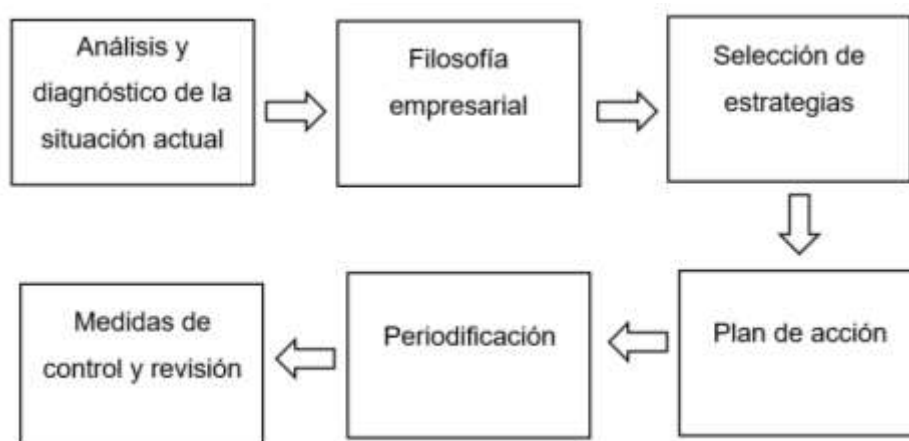 Análisis y
diagnóstico de la
situación actual
Filosofía
empresarial
Selección de
estrategias
Plan de acción
Periodificación
Medidas de
control y revisión